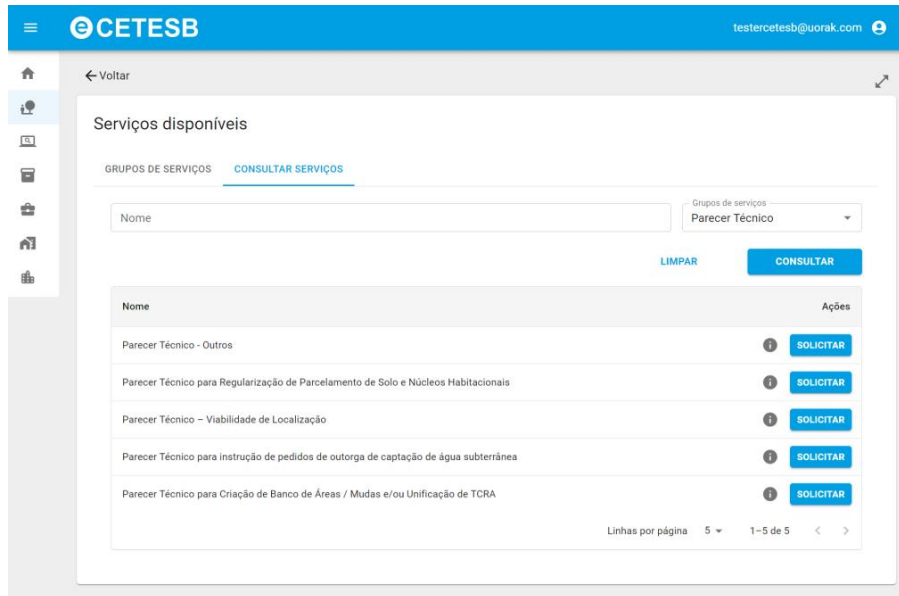 eCETESB
testercetesb@uorak.com
Voltar
Serviços disponíveis
GRUPOS DE SERVIÇOS CONSULTAR SERVIÇOS
Grupos de serviços
Nome Parecer Técnico
LIMPAR CONSULTAR
Nome Ações
Parecer Técnico - Outros SOLICITAR
Parecer Técnico para Regularização de Parcelamento de Solo e Núcleos Habitacionais SOLICITAR
Parecer Técnico – Viabilidade de Localização SOLICITAR
Parecer Técnico para instrução de pedidos de outorga de captação de água subterrânea SOLICITAR
Parecer Técnico para Criação de Banco de Áreas / Mudas e/ou Unificação de TCRA SOLICITAR
Linhas por página 5 1–5 de 5